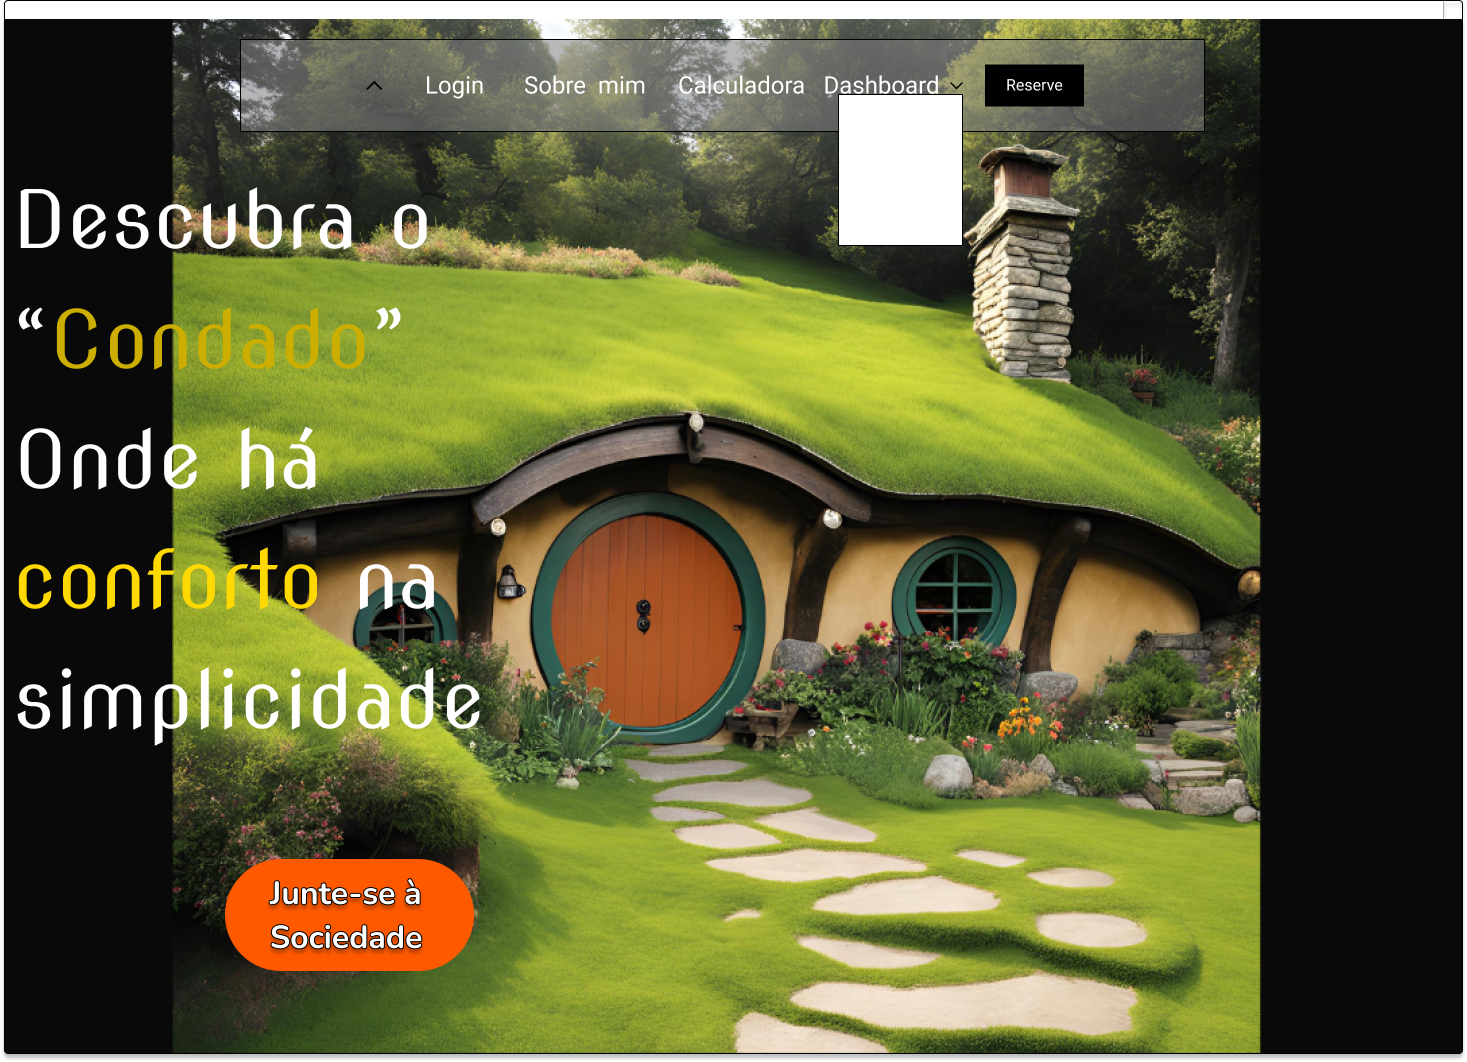 Login Sobre mim Calculadora Dashboard Reserve
Descubra o
“Condado”
Onde há
conforto na
simplicidade
Junte-se à
Sociedade